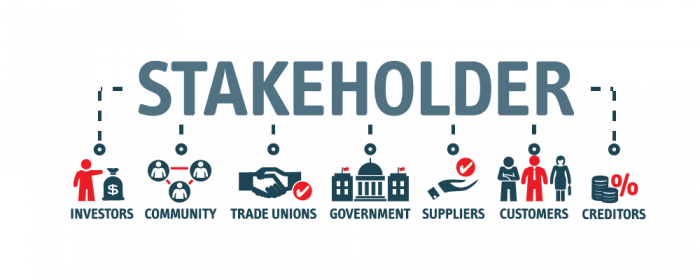 STAKEHOLDER
$
%
INVESTORS COMMUNITY TRADE UNIONS GOVERNMENT SUPPLIERS CUSTOMERS CREDITORS